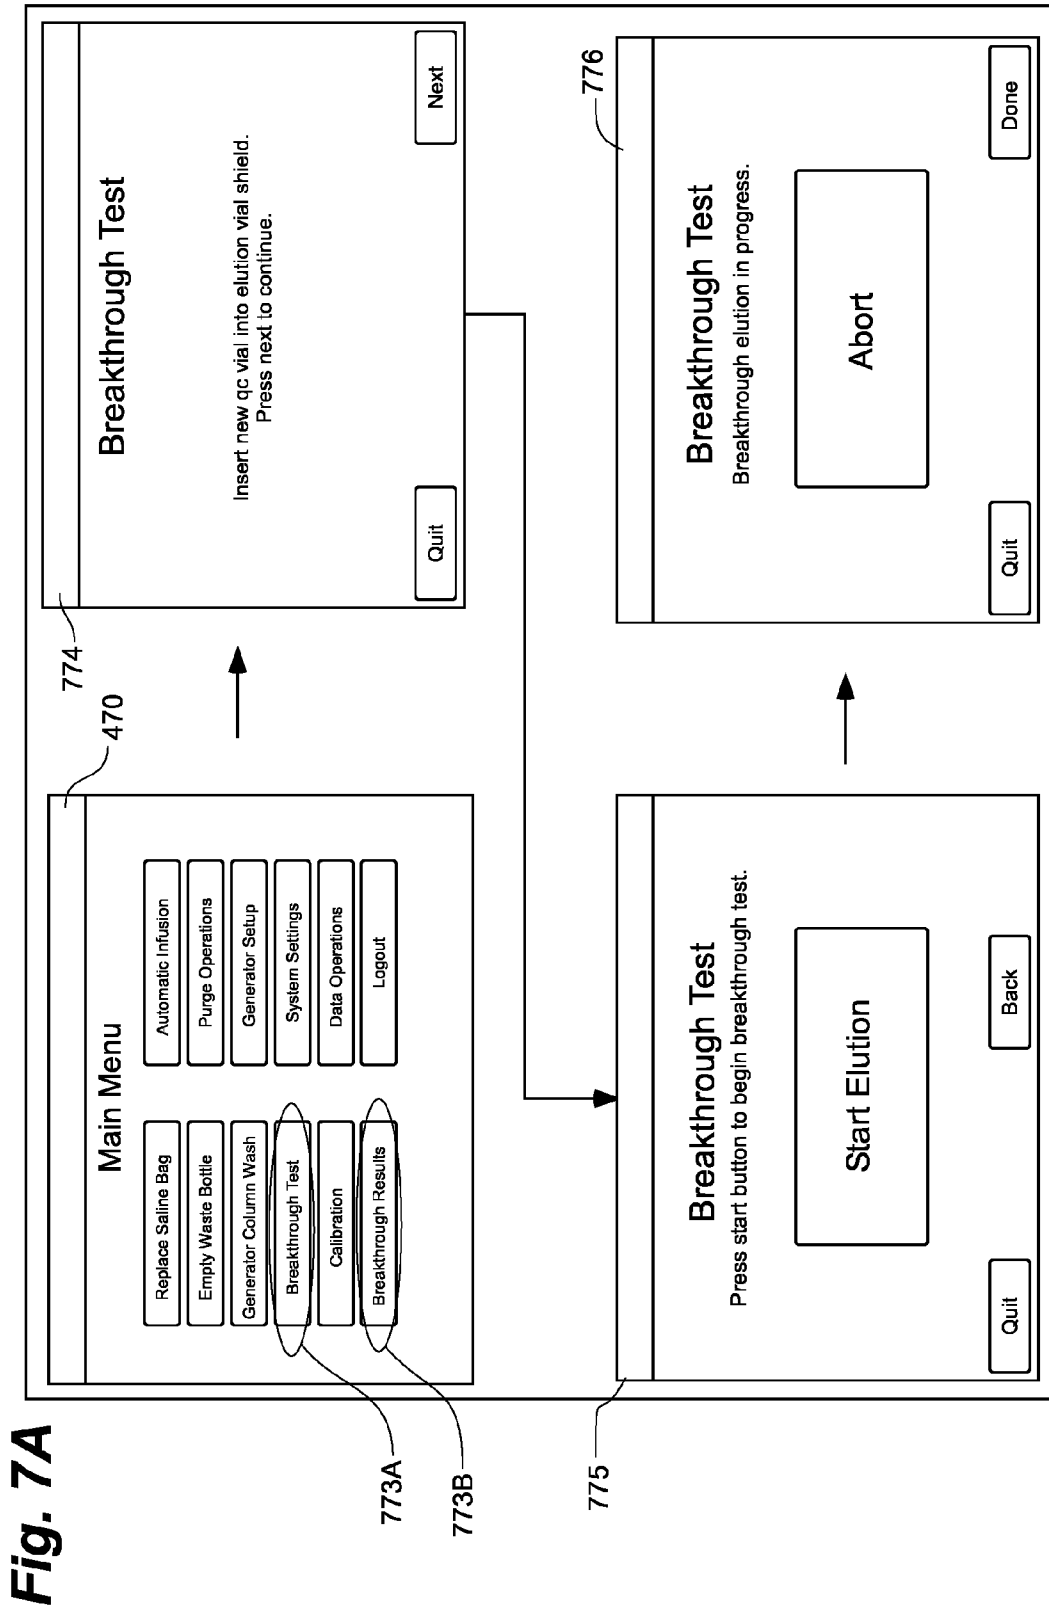 Fig. 7A
470
Main Menu
Replace Saline Bag
Empty Waste Bottle
Generator Column Wash
Breakthrough Test
Calibration
Breakthrough Results
Automatic Infusion
Purge Operations
Generator Setup
System Settings
Data Operations
Logout
773A
773B
774
Breakthrough Test
Insert new qc vial into elution vial shield.
Press next to continue.
Quit
Next
775
Breakthrough Test
Press start button to begin breakthrough test.
Start Elution
Quit
Back
776
Breakthrough Test
Breakthrough elution in progress.
Abort
Quit
Done